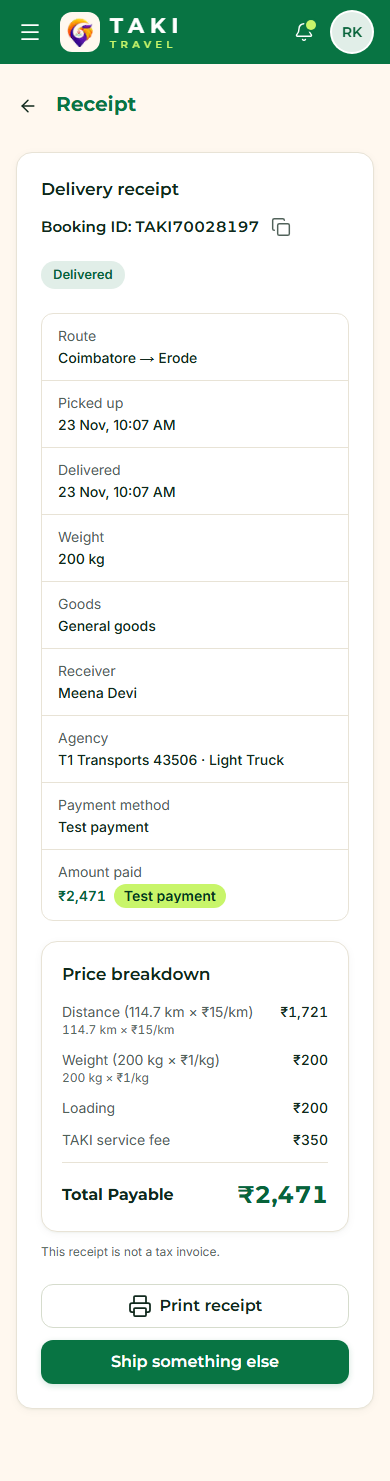 TAKI
TRAVEL
RK
Receipt
Delivery receipt
Booking ID: TAKI70028197
Delivered
Route
Coimbatore → Erode
Picked up
23 Nov, 10:07 AM
Delivered
23 Nov, 10:07 AM
Weight
200 kg
Goods
General goods
Receiver
Meena Devi
Agency
T1 Transports 43506 · Light Truck
Payment method
Test payment
Amount paid
₹2,471 Test payment
Price breakdown
Distance (114.7 km × ₹15/km) ₹1,721
114.7 km × ₹15/km
Weight (200 kg × ₹1/kg) ₹200
200 kg × ₹1/kg
Loading ₹200
TAKI service fee ₹350
Total Payable ₹2,471
This receipt is not a tax invoice.
Print receipt
Ship something else